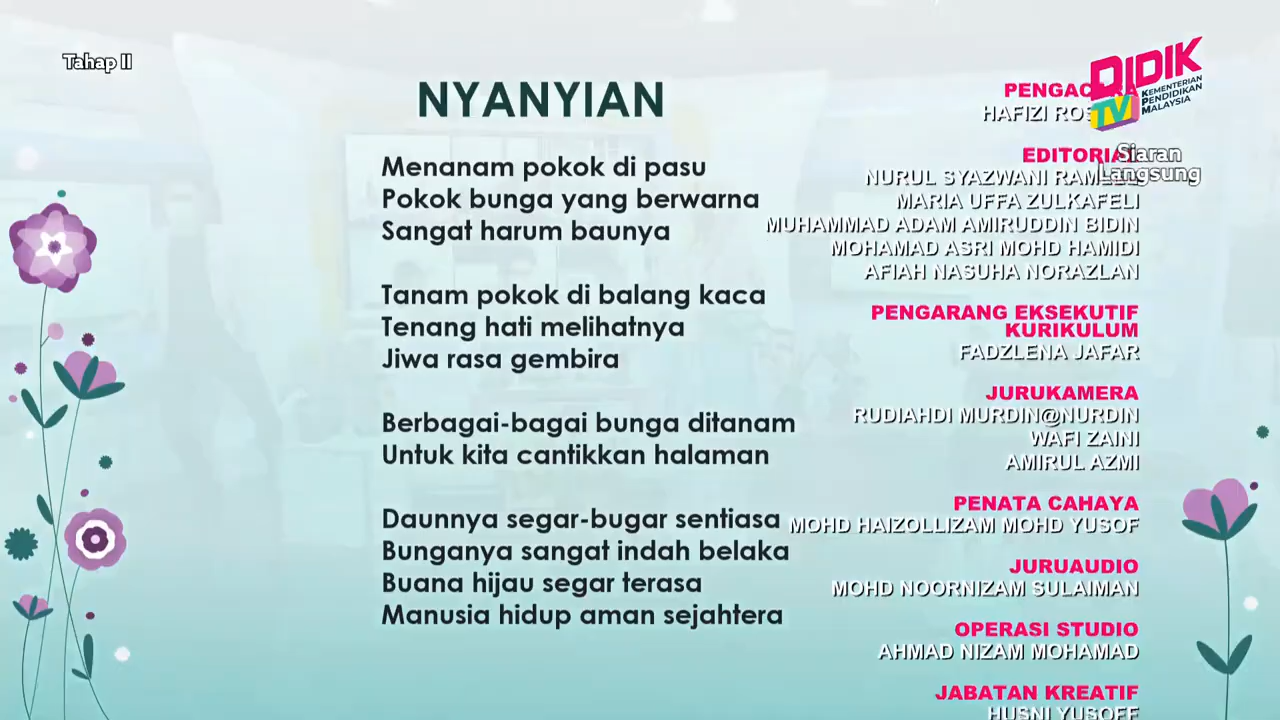 Tahap II
NYANYIAN
Menanam pokok di pasu
Pokok bunga yang berwarna
Sangat harum baunya
Tanam pokok di balang kaca
Tenang hati melihatnya
Jiwa rasa gembira
Berbagai-bagai bunga ditanam
Untuk kita cantikkan halaman
Daunnya segar-bugar sentiasa
Bunganya sangat indah belaka
Buana hijau segar terasa
Manusia hidup aman sejahtera
DIDIK
TV
KEMENTERIAN
PENDIDIKAN
MALAYSIA
Siaran
Langsung
HAFIZI
EDITORIAL
NURUL SYAZWANI
MARIA UFFA ZULKAFELI
MUHAMMAD ADAM AMIRUDDIN BIDIN
MOHAMAD ASRI MOHD HAMIDI
AFIAH NASUHA NORAZLAN
PENGARANG EKSEKUTIF
KURIKULUM
FADZLENA JAFAR
JURUKAMERA
RUDIAHDI MURDIN@NURDIN
WAFI ZAINI
AMIRUL AZMI
PENATA CAHAYA
MOHD HAIZOLLIZAM MOHD YUSOF
JURUAUDIO
MOHD NOORNIZAM SULAIMAN
OPERASI STUDIO
AHMAD NIZAM MOHAMAD
JABATAN KREATIF
HUSNI YUSOFF